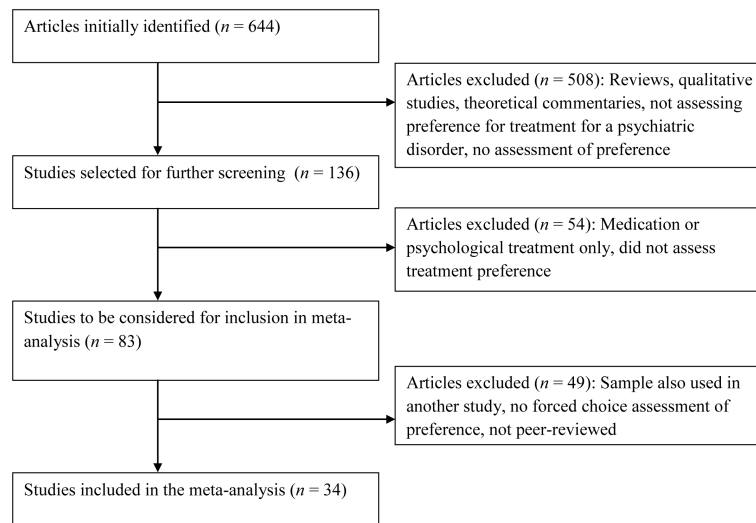 Articles initially identified (n = 644)
Articles excluded (n = 508): Reviews, qualitative
studies, theoretical commentaries, not assessing
preference for treatment for a psychiatric
disorder, no assessment of preference
Studies selected for further screening (n = 136)
Articles excluded (n = 54): Medication or
psychological treatment only, did not assess
treatment preference
Studies to be considered for inclusion in meta-
analysis (n = 83)
Articles excluded (n = 49): Sample also used in
another study, no forced choice assessment of
preference, not peer-reviewed
Studies included in the meta-analysis (n = 34)